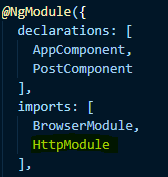 @NgModule({
declarations: [
AppComponent,
PostComponent
],
imports: [
BrowserModule,
HttpModule
],